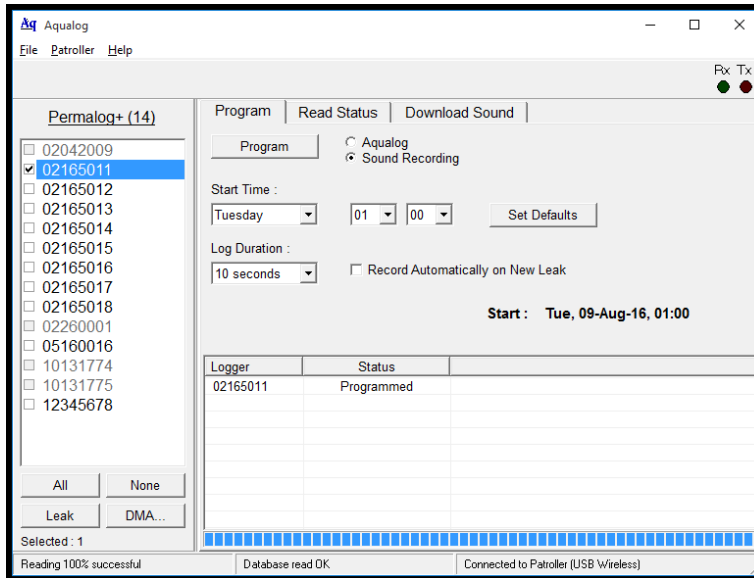 Aq Aqualog
File Patroller Help
Rx Tx
Permalog+ (14)
02042009
02165011
02165012
02165013
02165014
02165015
02165016
02165017
02165018
02260001
05160016
10131774
10131775
12345678
All None
Leak DMA...
Selected : 1
Program Read Status Download Sound
Program
Aqualog
Sound Recording
Start Time :
Tuesday 01 00 Set Defaults
Log Duration :
10 seconds Record Automatically on New Leak
Start : Tue, 09-Aug-16, 01:00
Logger Status
02165011 Programmed
Reading 100% successful Database read OK Connected to Patroller (USB Wireless)